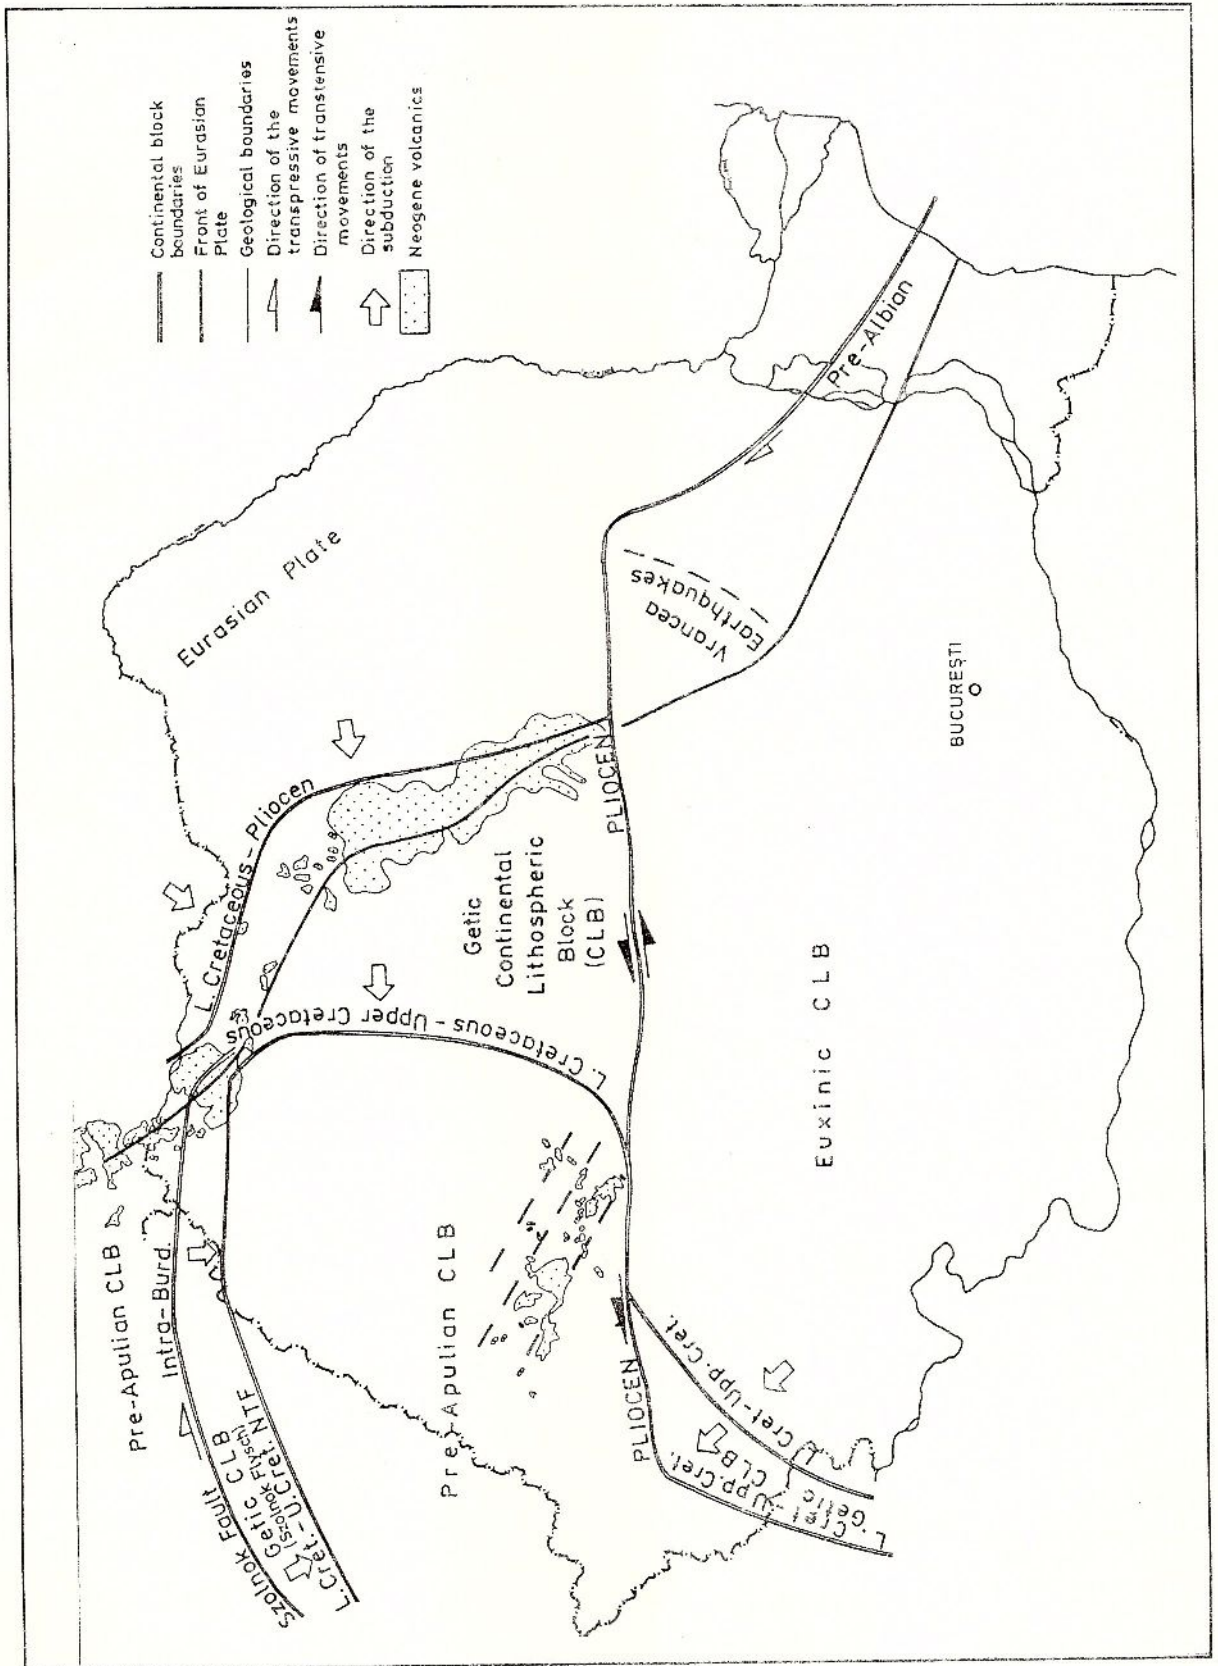 Continental block
boundaries
Front of Eurasian
Plate
Geological boundaries
Direction of the
transpressive movements
Direction of transtensive
movements
Direction of the
subduction
Neogene volcanics
Eurasian Plate
L. Cretaceous - Pliocen
Pre-Albian
Vrancea
Earthquakes
PLIOCEN
BUCUREȘTI
Getic
Continental
Lithospheric
Block
(CLB)
L. Cretaceous - Upper Cretaceous
Euxinic CLB
Pre-Apulian CLB
Intra-Burd.
Szolnok Fault
Getic CLB
(Szolnok Flysch)
L.Cret.-U.Cret. NTF
Pre-Apulian CLB
PLIOCEN
L. Cret-Upp. Cret.
Getic
CLB
L. Cret-Upp. Cret.